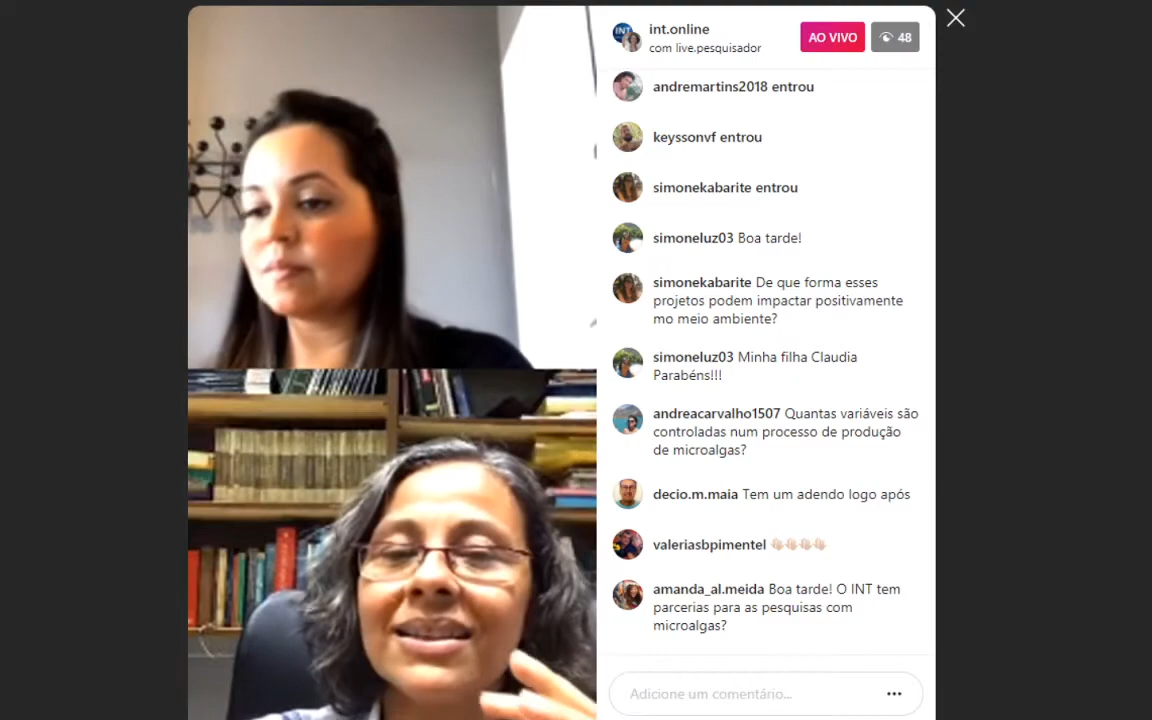 INT
int.online
com live.pesquisador
AO VIVO
48
andremartins2018 entrou
keyssonvf entrou
simonekabarite entrou
simoneluz03 Boa tarde!
simonekabarite De que forma esses
projetos podem impactar positivamente
mo meio ambiente?
simoneluz03 Minha filha Claudia
Parabéns!!!
andreacarvalho1507 Quantas variáveis são
controladas num processo de produção
de microalgas?
decio.m.maia Tem um adendo logo após
valeriasbpimentel 👏🏻👏🏻👏🏻👏🏻
amanda_al.meida Boa tarde! O INT tem
parcerias para as pesquisas com
microalgas?
Adicione um comentário...